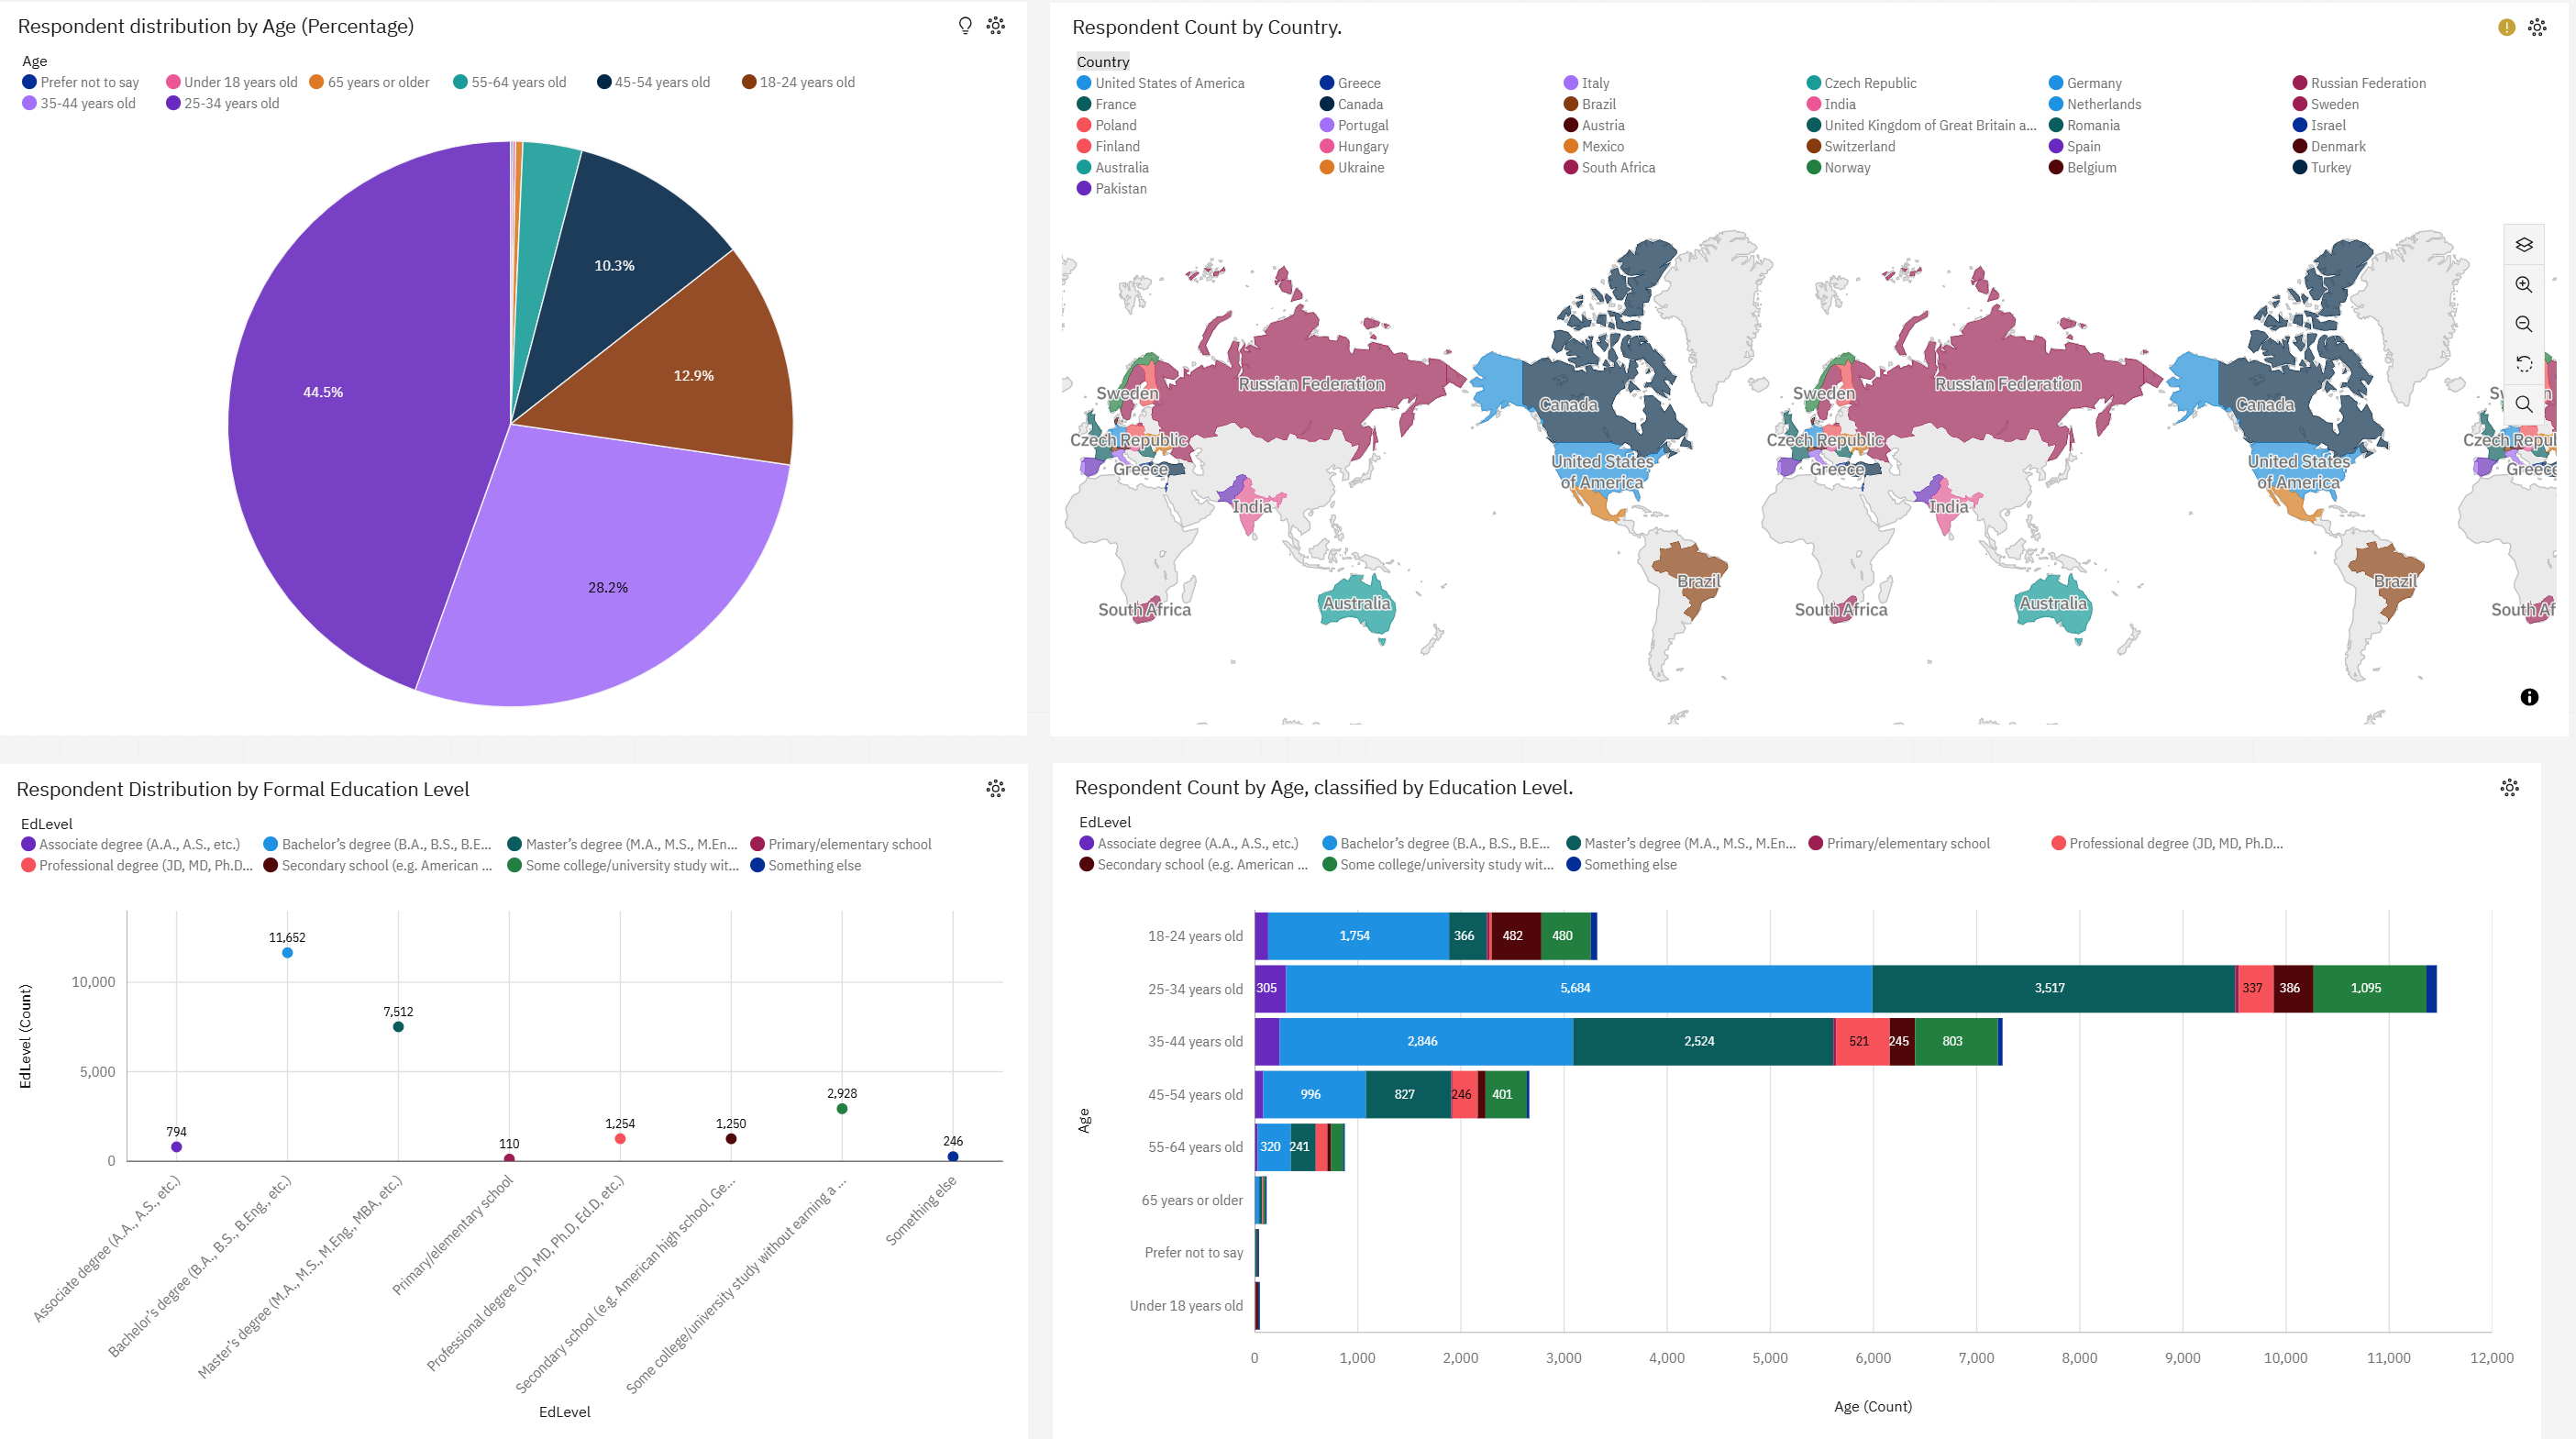 Respondent distribution by Age (Percentage)
Age
Prefer not to say
Under 18 years old
65 years or older
55-64 years old
45-54 years old
18-24 years old
35-44 years old
25-34 years old
10.3%
12.9%
44.5%
28.2%
Respondent Count by Country.
Country
United States of America
Greece
Italy
Czech Republic
Germany
Russian Federation
France
Canada
Brazil
India
Netherlands
Sweden
Poland
Portugal
Austria
United Kingdom of Great Britain a...
Romania
Israel
Finland
Hungary
Mexico
Switzerland
Spain
Denmark
Australia
Ukraine
South Africa
Norway
Belgium
Turkey
Pakistan
Russian Federation
Sweden
Canada
Czech Republic
Greece
United States
of America
India
Brazil
South Africa
Australia
Russian Federation
Sweden
Canada
Czech Republic
Greece
United States
of America
India
Brazil
South Africa
Australia
Czech Repub
Greece
South Af
Respondent Distribution by Formal Education Level
EdLevel
Associate degree (A.A., A.S., etc.)
Bachelor’s degree (B.A., B.S., B.E...
Master’s degree (M.A., M.S., M.En...
Primary/elementary school
Professional degree (JD, MD, Ph.D...
Secondary school (e.g. American ...
Some college/university study wit...
Something else
EdLevel (Count)
10,000
5,000
0
794
11,652
7,512
110
1,254
1,250
2,928
246
Associate degree (A.A., A.S., etc.)
Bachelor’s degree (B.A., B.S., B.Eng., etc.)
Master’s degree (M.A., M.S., M.Eng., MBA, etc.)
Primary/elementary school
Professional degree (JD, MD, Ph.D, Ed.D, etc.)
Secondary school (e.g. American high school, Ge...
Some college/university study without earning a ...
Something else
EdLevel
Respondent Count by Age, classified by Education Level.
EdLevel
Associate degree (A.A., A.S., etc.)
Bachelor’s degree (B.A., B.S., B.E...
Master’s degree (M.A., M.S., M.En...
Primary/elementary school
Professional degree (JD, MD, Ph.D...
Secondary school (e.g. American ...
Some college/university study wit...
Something else
Age
18-24 years old
1,754
366
482
480
25-34 years old
305
5,684
3,517
337
386
1,095
35-44 years old
2,846
2,524
521
245
803
45-54 years old
996
827
246
401
55-64 years old
320
241
65 years or older
Prefer not to say
Under 18 years old
0
1,000
2,000
3,000
4,000
5,000
6,000
7,000
8,000
9,000
10,000
11,000
12,000
Age (Count)